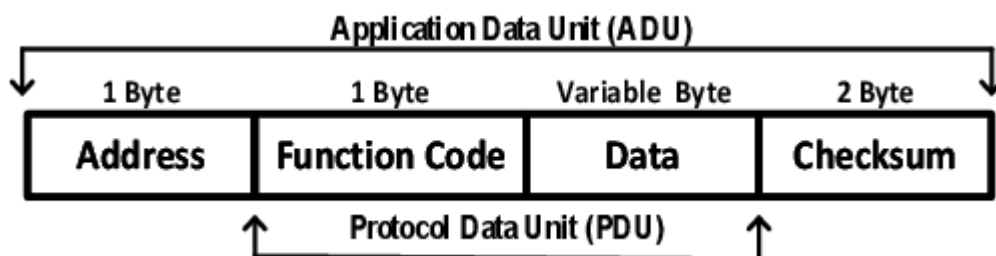 Application Data Unit (ADU)
1 Byte 1 Byte Variable Byte 2 Byte
Address Function Code Data Checksum
Protocol Data Unit (PDU)